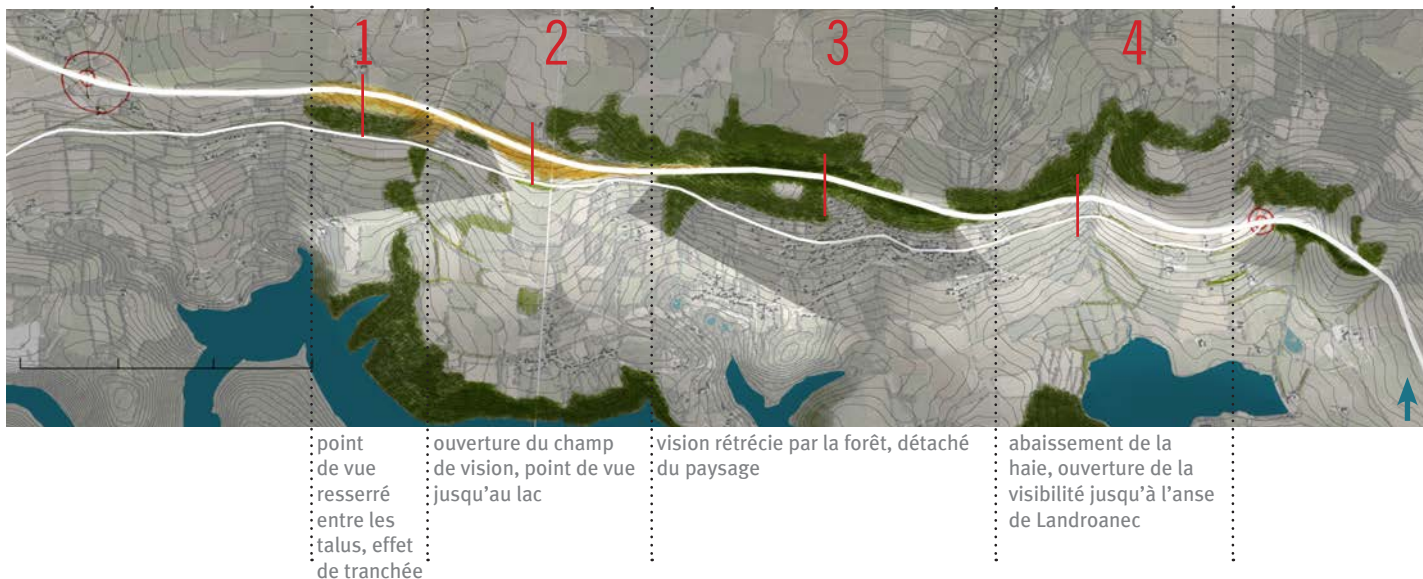 1
2
3
4
point
de vue
resserré
entre les
talus, effet
de tranchée
ouverture du champ
de vision, point de vue
jusqu’au lac
vision rétrécie par la forêt, détaché
du paysage
abaissement de la
haie, ouverture de la
visibilité jusqu’à l’anse
de Landroanec